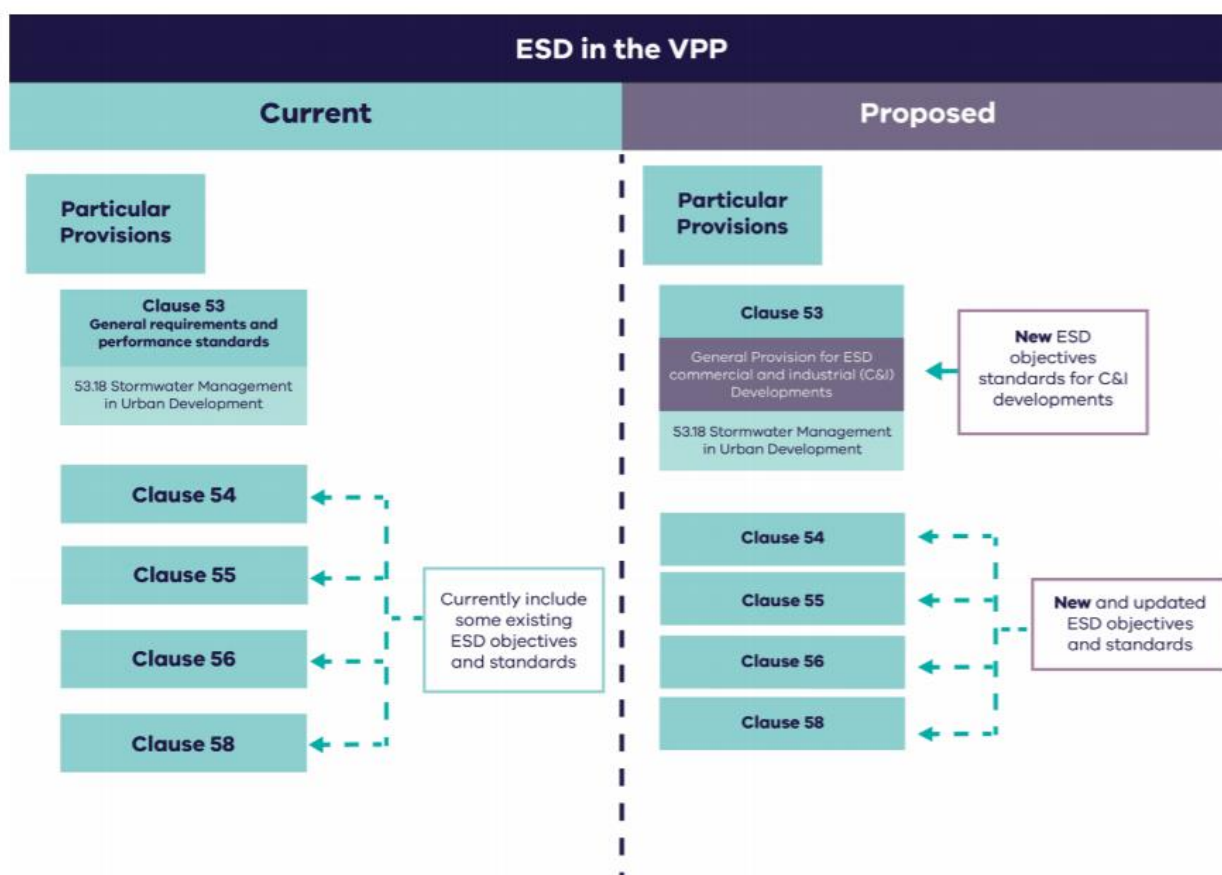 ESD in the VPP
Current
Particular
Provisions
Clause 53
General requirements and
performance standards
53.18 Stormwater Management
in Urban Development
Clause 54
Clause 55
Clause 56
Clause 58
Currently include
some existing
ESD objectives
and standards
Proposed
Particular
Provisions
Clause 53
General Provision for ESD
commercial and industrial (C&I)
Developments
53.18 Stormwater Management
in Urban Development
New ESD
objectives
standards for C&I
developments
Clause 54
Clause 55
Clause 56
Clause 58
New and updated
ESD objectives
and standards